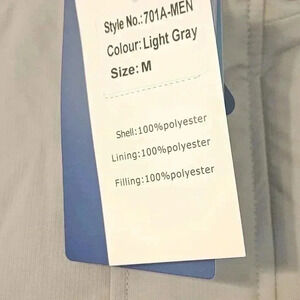 Style No.:701A-MEN
Colour: Light Gray
Size: M
Shell:100%polyester
Lining:100%polyester
Filling:100%polyester